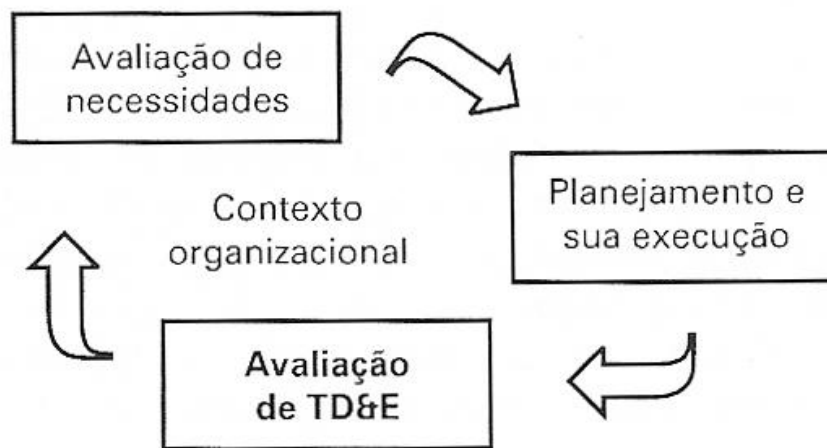 Avaliação de
necessidades
Planejamento e
sua execução
Contexto
organizacional
Avaliação
de TD&E